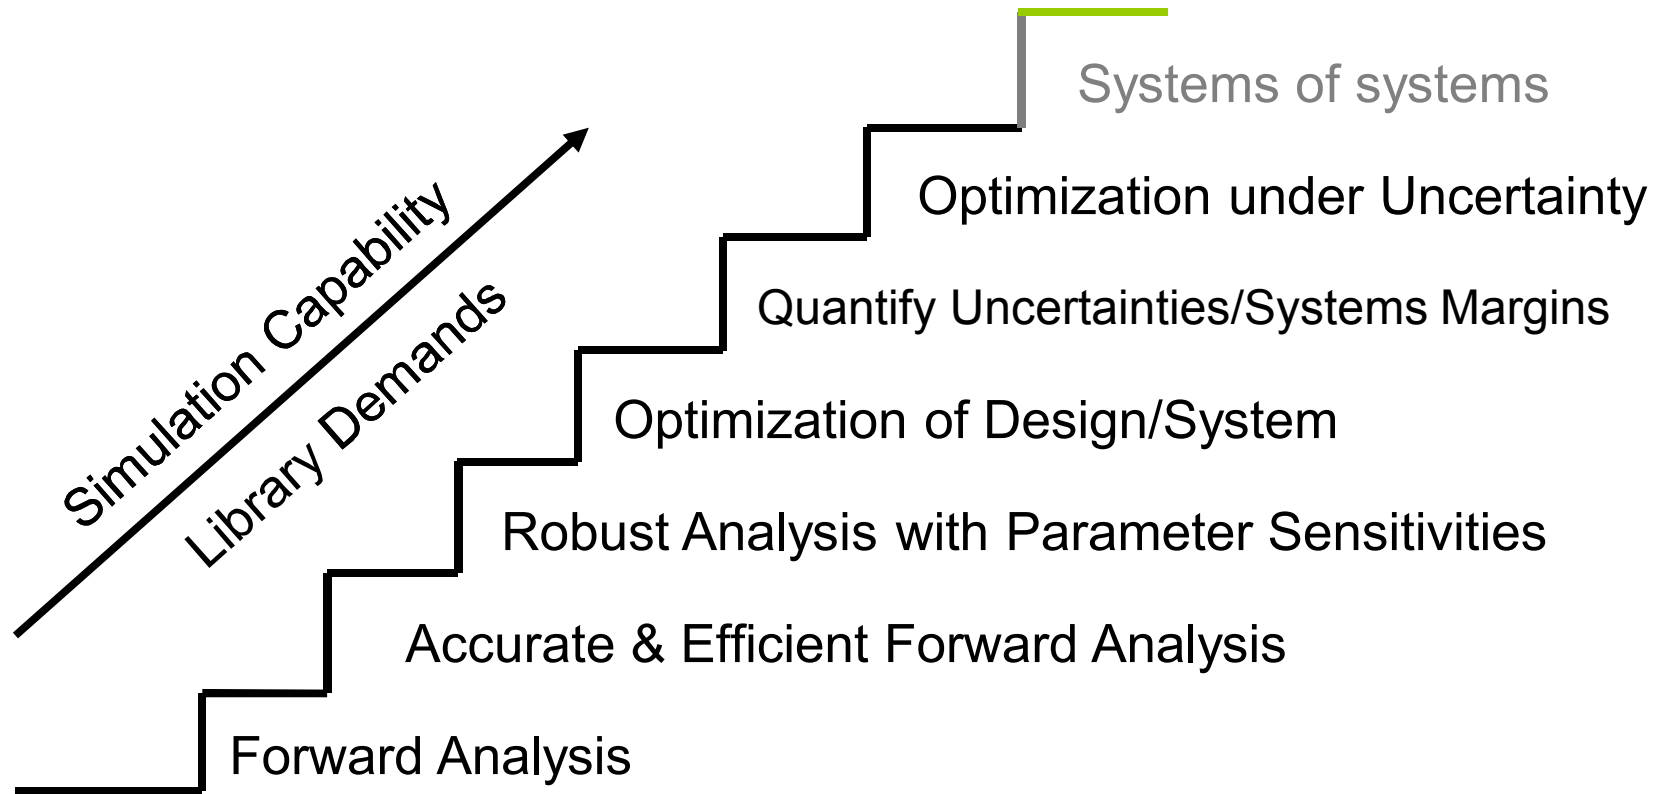 Systems of systems
Optimization under Uncertainty
Quantify Uncertainties/Systems Margins
Optimization of Design/System
Robust Analysis with Parameter Sensitivities
Accurate & Efficient Forward Analysis
Forward Analysis
Simulation Capability
Library Demands